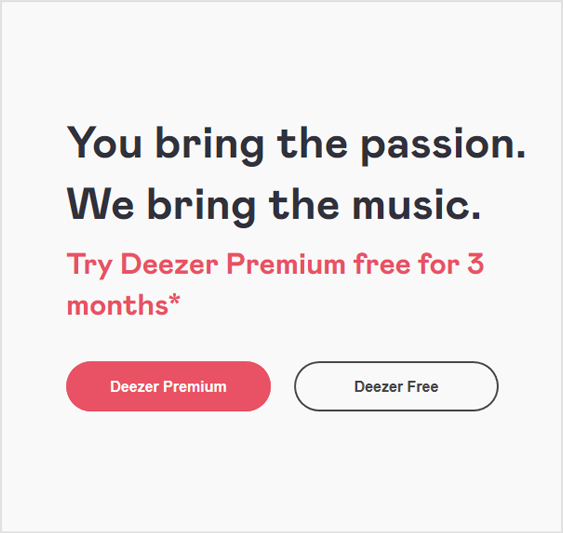 You bring the passion.
We bring the music.
Try Deezer Premium free for 3
months*
Deezer Premium
Deezer Free